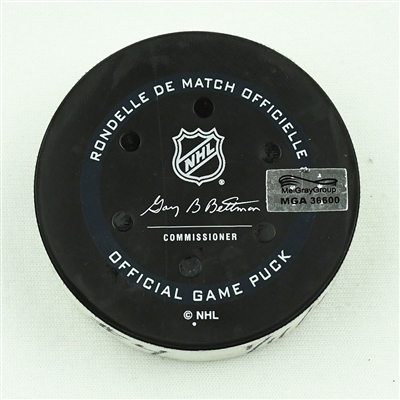 RONDELLE DE MATCH OFFICIELLE
NHL
Gary B Bettman
COMMISSIONER
MeiGrayGroup
MGA 36600
OFFICIAL GAME PUCK
© NHL